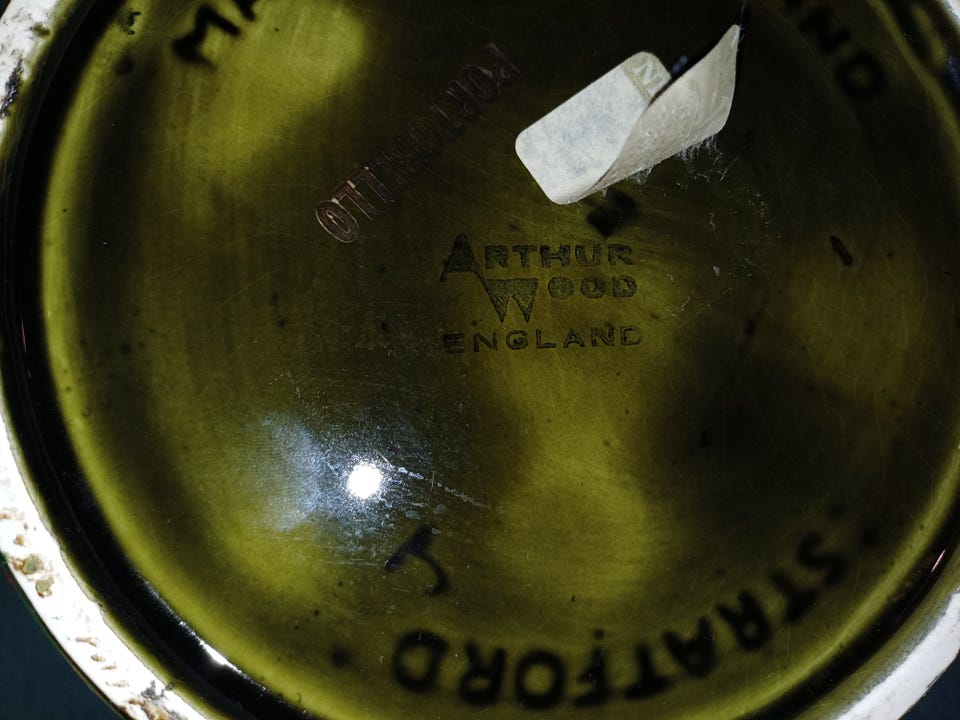 PORTOBELLO
ARTHUR
WOOD
ENGLAND
STRATFORD